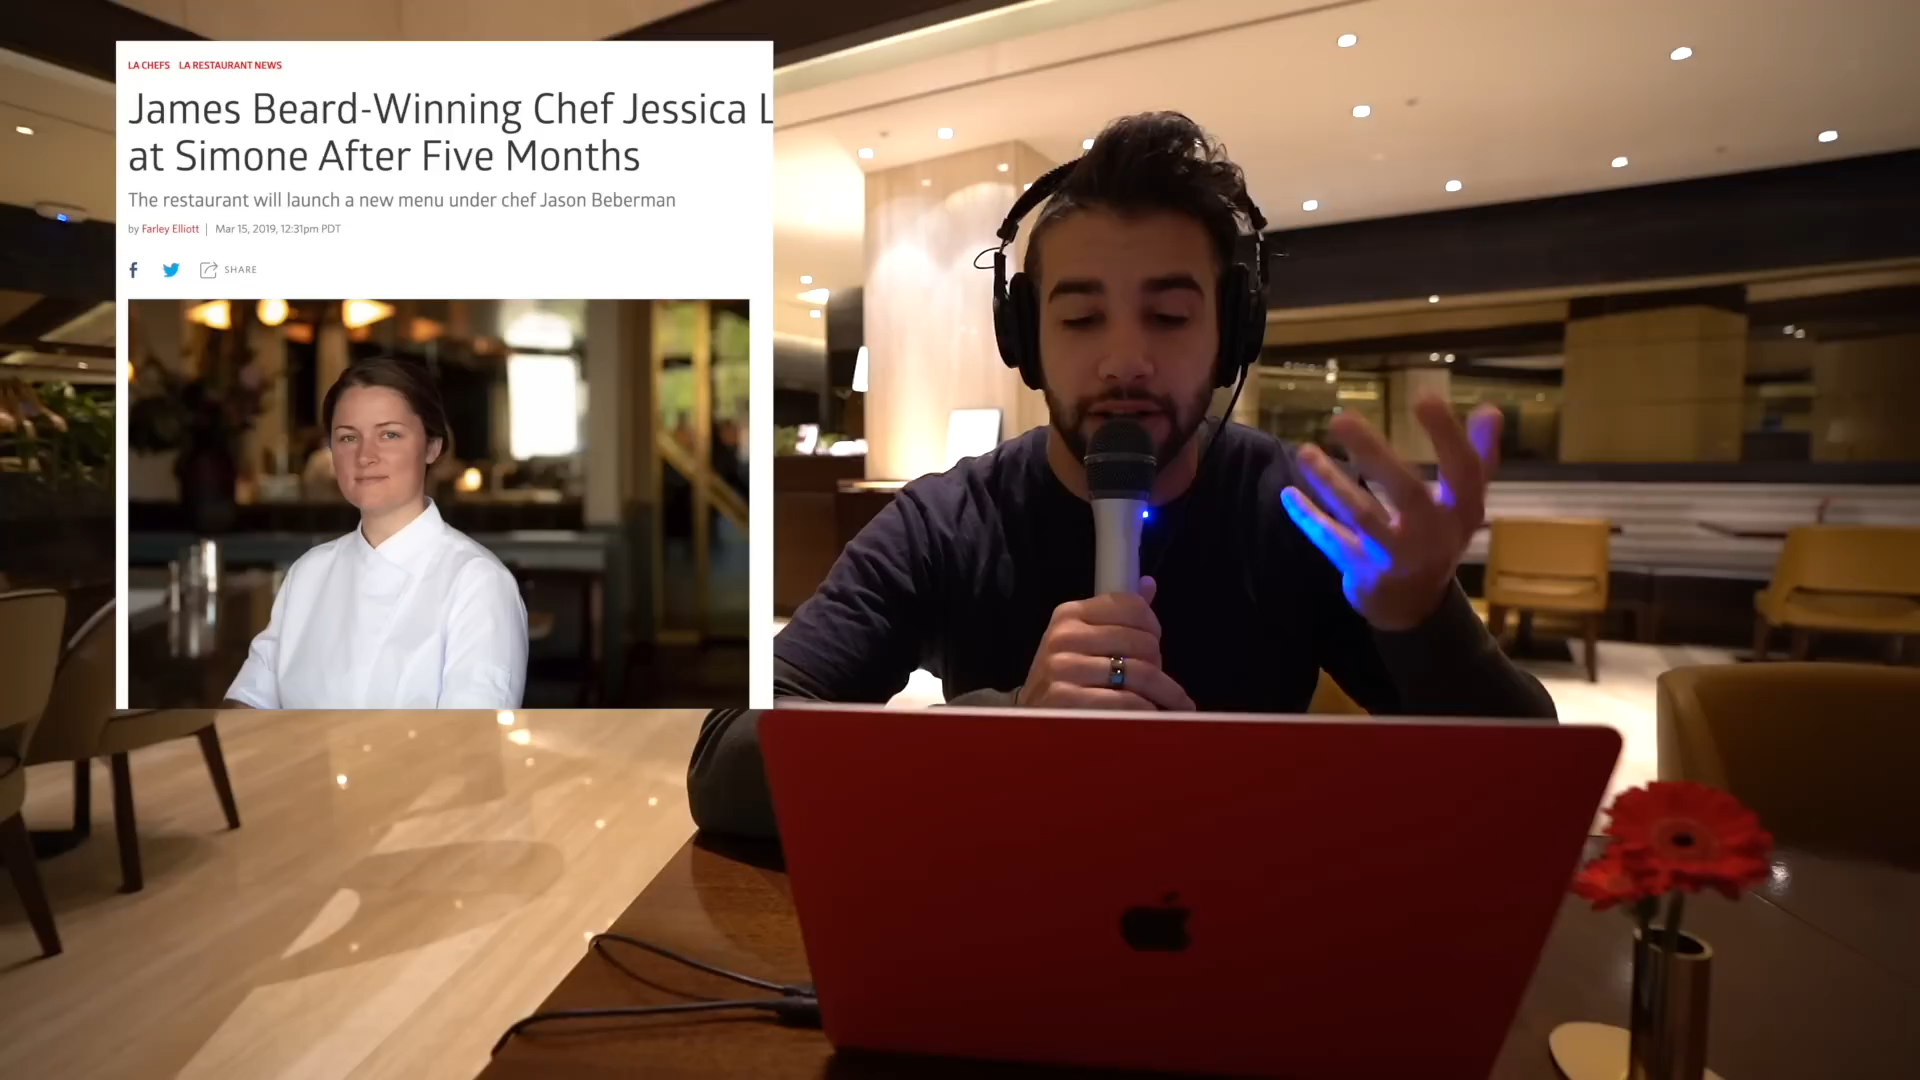 LA CHEFS LA RESTAURANT NEWS
James Beard-Winning Chef Jessica L
at Simone After Five Months
The restaurant will launch a new menu under chef Jason Beberman
by Farley Elliott | Mar 15, 2019, 12:31pm PDT
SHARE